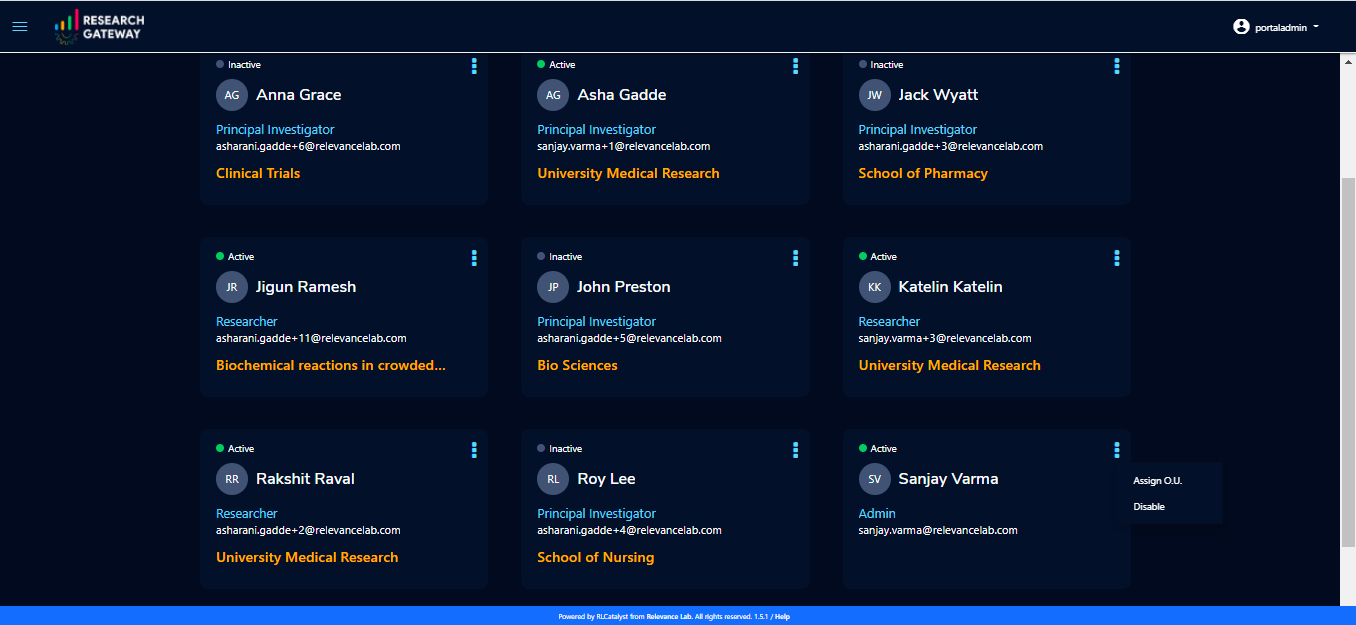 RESEARCH
GATEWAY
portaladmin
Inactive
AG
Anna Grace
Principal Investigator
asharani.gadde+6@relevancelab.com
Clinical Trials
Active
AG
Asha Gadde
Principal Investigator
sanjay.varma+1@relevancelab.com
University Medical Research
Inactive
JW
Jack Wyatt
Principal Investigator
asharani.gadde+3@relevancelab.com
School of Pharmacy
Active
JR
Jigun Ramesh
Researcher
asharani.gadde+11@relevancelab.com
Biochemical reactions in crowded...
Inactive
JP
John Preston
Principal Investigator
asharani.gadde+5@relevancelab.com
Bio Sciences
Active
KK
Katelin Katelin
Researcher
sanjay.varma+3@relevancelab.com
University Medical Research
Active
RR
Rakshit Raval
Researcher
asharani.gadde+2@relevancelab.com
University Medical Research
Inactive
RL
Roy Lee
Principal Investigator
asharani.gadde+4@relevancelab.com
School of Nursing
Active
SV
Sanjay Varma
Admin
sanjay.varma@relevancelab.com
Assign O.U.
Disable
Powered by RLCatalyst from Relevance Lab. All rights reserved. 1.5.1 / Help